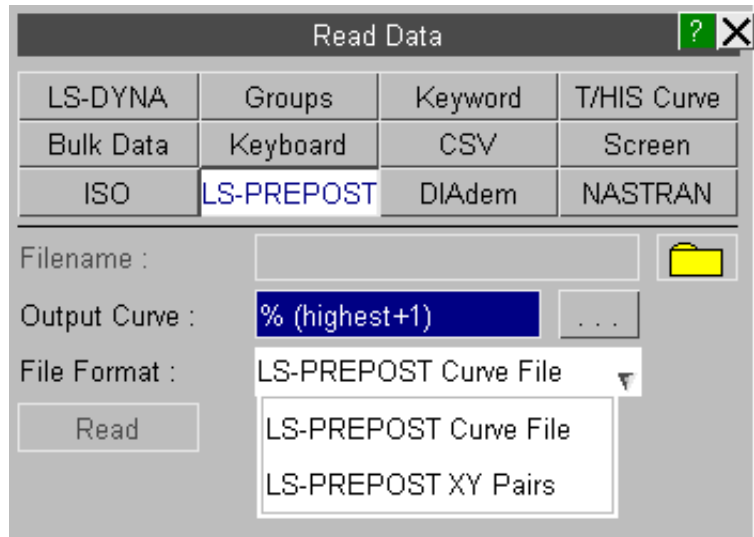 Read Data ? X
LS-DYNA Groups Keyword T/HIS Curve
Bulk Data Keyboard CSV Screen
ISO LS-PREPOST DIAdem NASTRAN
Filename :
Output Curve : % (highest+1) . . .
File Format : LS-PREPOST Curve File
Read LS-PREPOST Curve File
LS-PREPOST XY Pairs